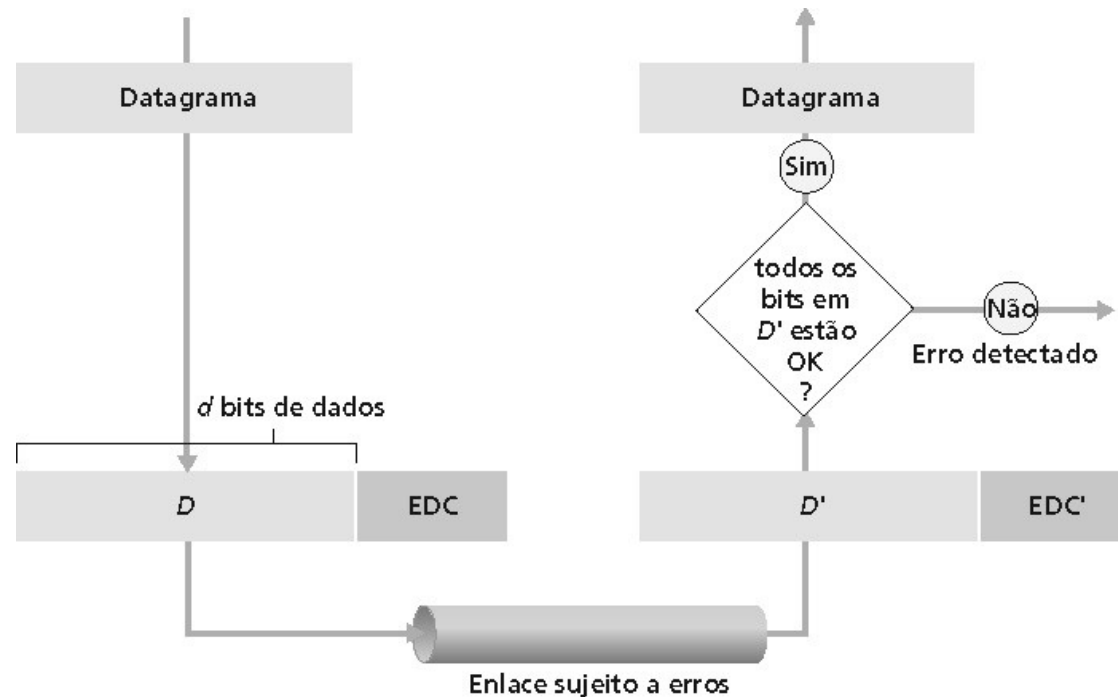 Datagrama
Datagrama
Sim
todos os
bits em
D' estão
OK
?
Não
Erro detectado
d bits de dados
D
EDC
D'
EDC'
Enlace sujeito a erros